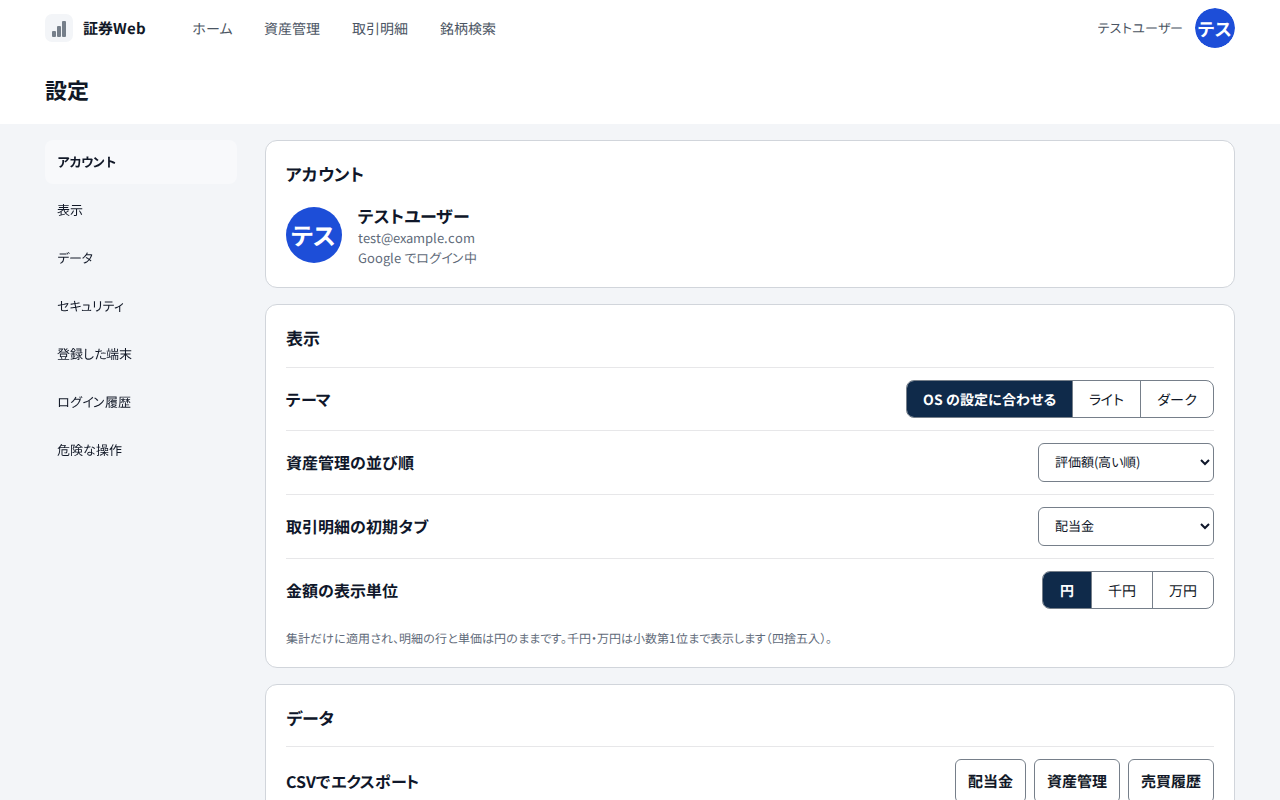 証券Web ホーム 資産管理 取引明細 銘柄検索 テストユーザー テス
設定
アカウント
表示
データ
セキュリティ
登録した端末
ログイン履歴
危険な操作
アカウント
テス
テストユーザー
test@example.com
Google でログイン中
表示
テーマ OS の設定に合わせる ライト ダーク
資産管理の並び順 評価額(高い順)
取引明細の初期タブ 配当金
金額の表示単位 円 千円 万円
集計だけに適用され、明細の行と単価は円のままです。千円・万円は小数第1位まで表示します（四捨五入）。
データ
CSVでエクスポート 配当金 資産管理 売買履歴